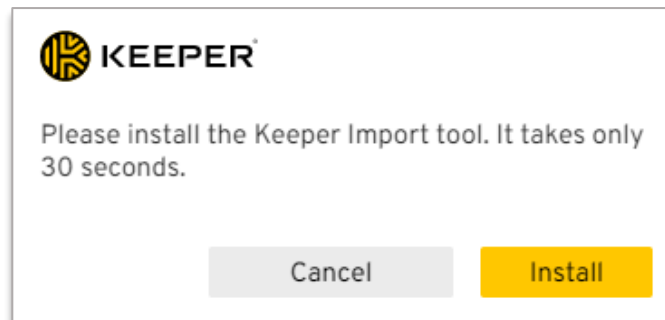 KEEPER
Please install the Keeper Import tool. It takes only
30 seconds.
Cancel Install